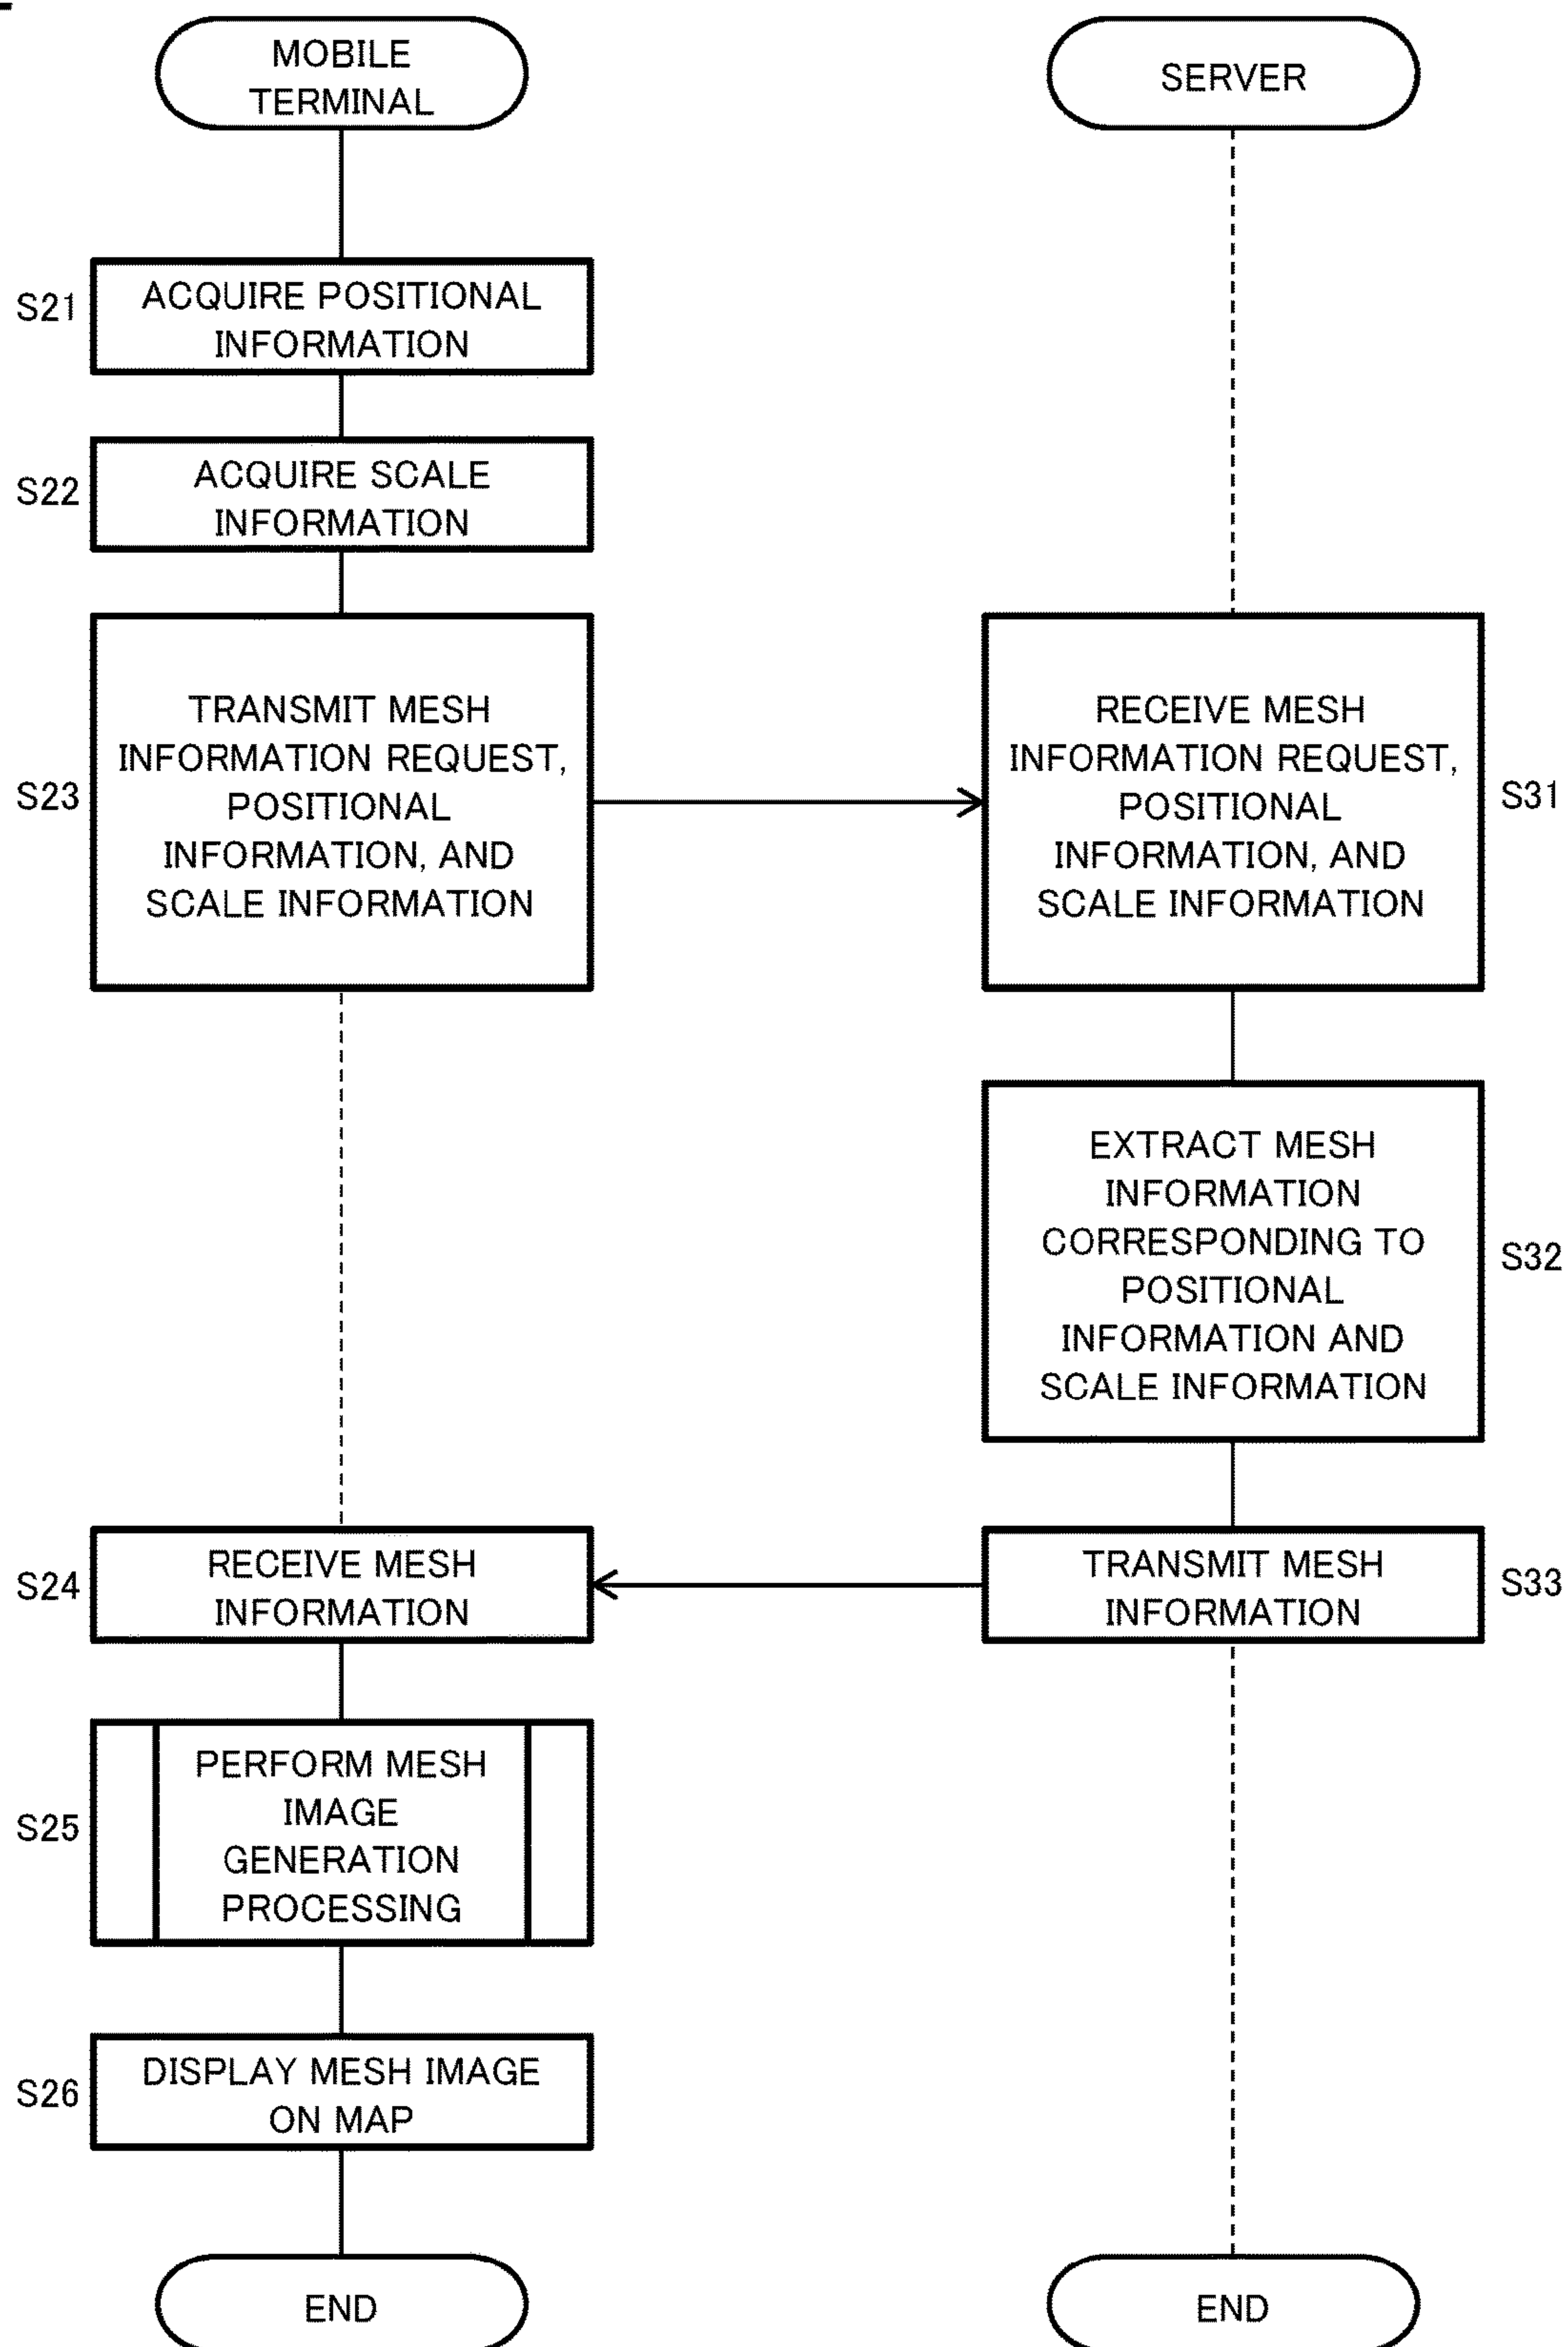 MOBILE
TERMINAL
SERVER
S21
ACQUIRE POSITIONAL
INFORMATION
S22
ACQUIRE SCALE
INFORMATION
S23
TRANSMIT MESH
INFORMATION REQUEST,
POSITIONAL
INFORMATION, AND
SCALE INFORMATION
RECEIVE MESH
INFORMATION REQUEST,
POSITIONAL
INFORMATION, AND
SCALE INFORMATION
S31
EXTRACT MESH
INFORMATION
CORRESPONDING TO
POSITIONAL
INFORMATION AND
SCALE INFORMATION
S32
S24
RECEIVE MESH
INFORMATION
TRANSMIT MESH
INFORMATION
S33
S25
PERFORM MESH
IMAGE
GENERATION
PROCESSING
S26
DISPLAY MESH IMAGE
ON MAP
END
END